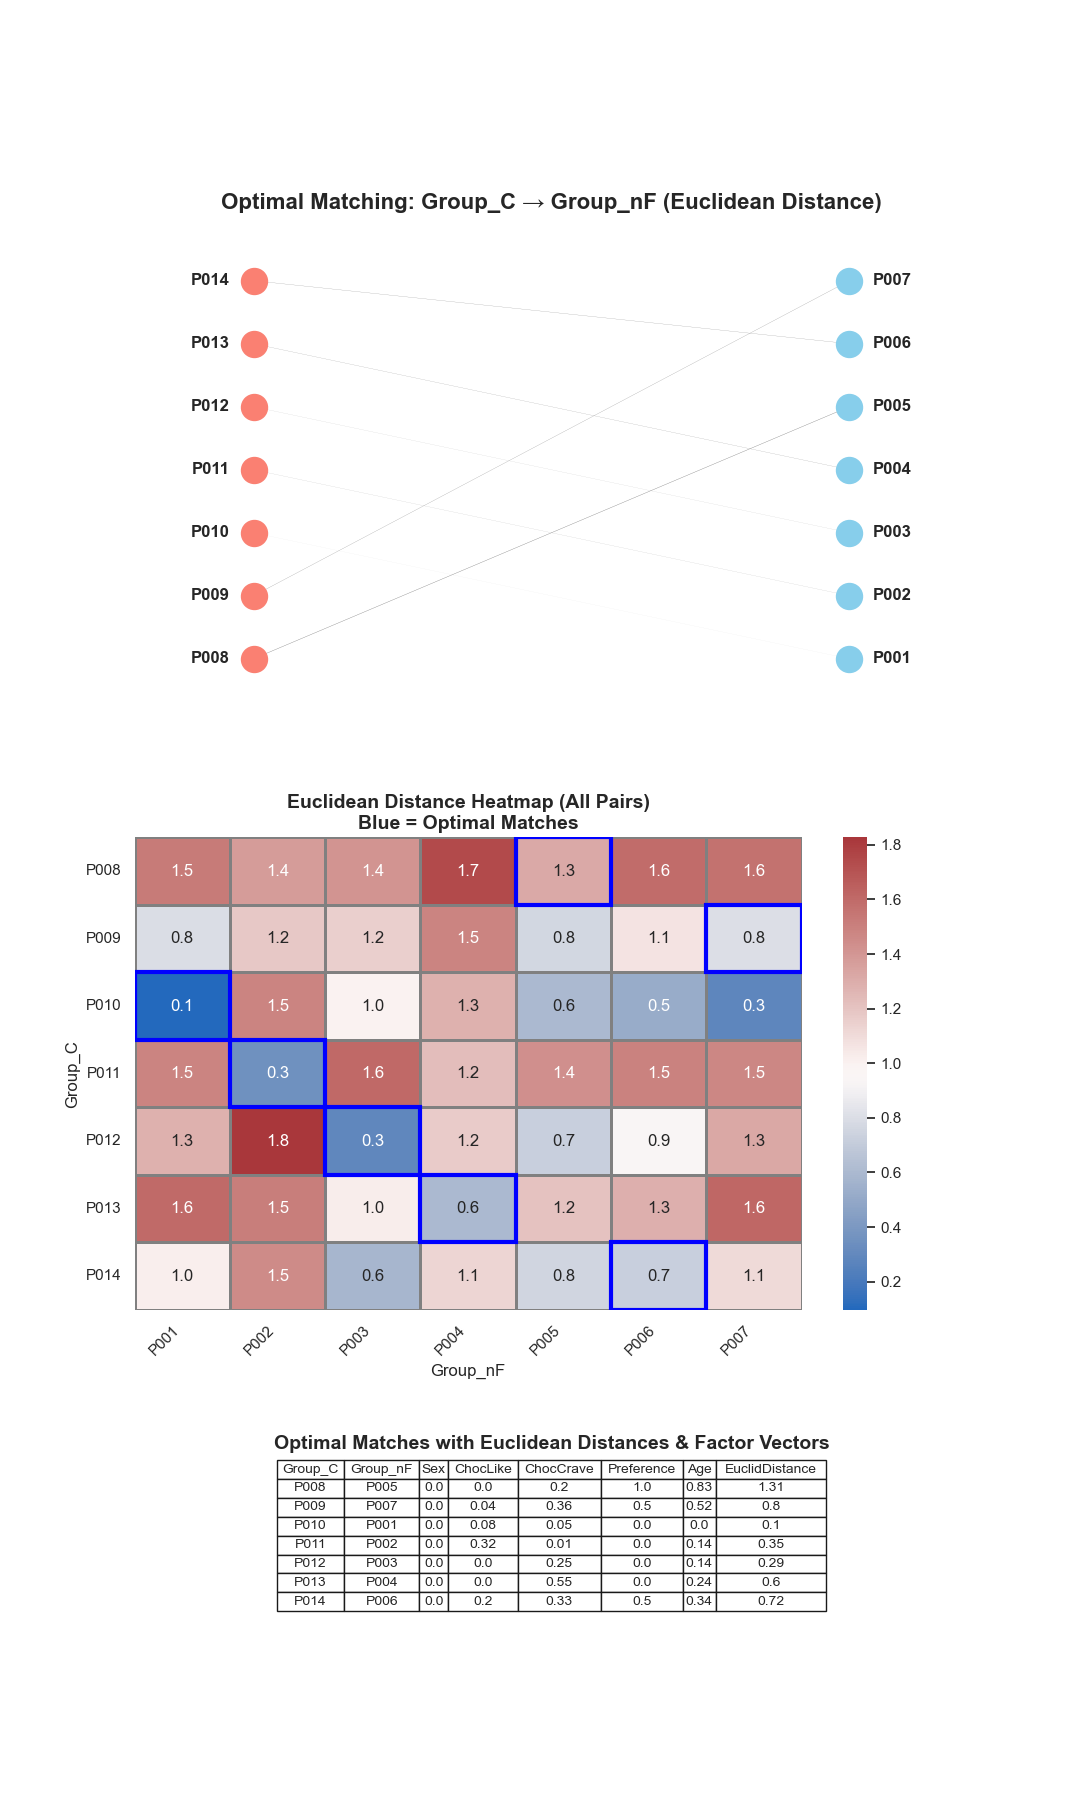 Optimal Matching: Group_C → Group_nF (Euclidean Distance)
P014 P007
P013 P006
P012 P005
P011 P004
P010 P003
P009 P002
P008 P001
Euclidean Distance Heatmap (All Pairs)
Blue = Optimal Matches
P008 1.5 1.4 1.4 1.7 1.3 1.6 1.6
P009 0.8 1.2 1.2 1.5 0.8 1.1 0.8
P010 0.1 1.5 1.0 1.3 0.6 0.5 0.3
P011 1.5 0.3 1.6 1.2 1.4 1.5 1.5
P012 1.3 1.8 0.3 1.2 0.7 0.9 1.3
P013 1.6 1.5 1.0 0.6 1.2 1.3 1.6
P014 1.0 1.5 0.6 1.1 0.8 0.7 1.1
Group_C
P001 P002 P003 P004 P005 P006 P007
Group_nF
1.8
1.6
1.4
1.2
1.0
0.8
0.6
0.4
0.2
Optimal Matches with Euclidean Distances & Factor Vectors
Group_C Group_nF Sex ChocLike ChocCrave Preference Age EuclidDistance
P008 P005 0.0 0.0 0.2 1.0 0.83 1.31
P009 P007 0.0 0.04 0.36 0.5 0.52 0.8
P010 P001 0.0 0.08 0.05 0.0 0.0 0.1
P011 P002 0.0 0.32 0.01 0.0 0.14 0.35
P012 P003 0.0 0.0 0.25 0.0 0.14 0.29
P013 P004 0.0 0.0 0.55 0.0 0.24 0.6
P014 P006 0.0 0.2 0.33 0.5 0.34 0.72